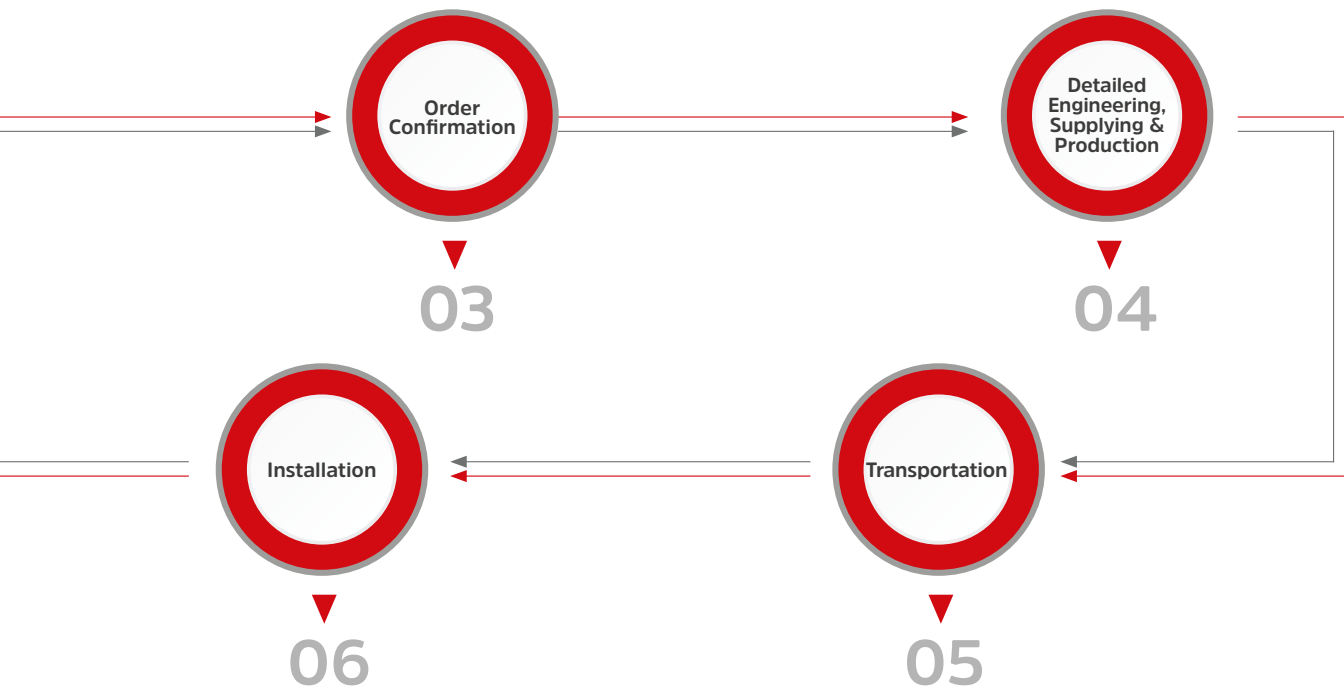 Order
Confirmation
03
Detailed
Engineering,
Supplying &
Production
04
Transportation
05
Installation
06